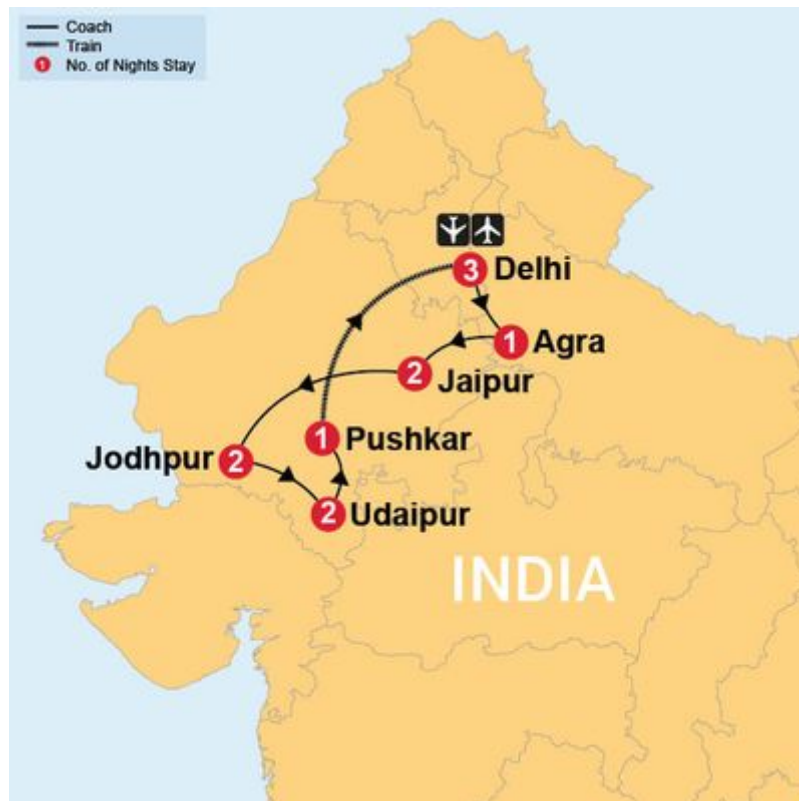 Coach
Train
1 No. of Nights Stay
3 Delhi
1 Agra
2 Jaipur
1 Pushkar
Jodhpur 2
2 Udaipur
INDIA